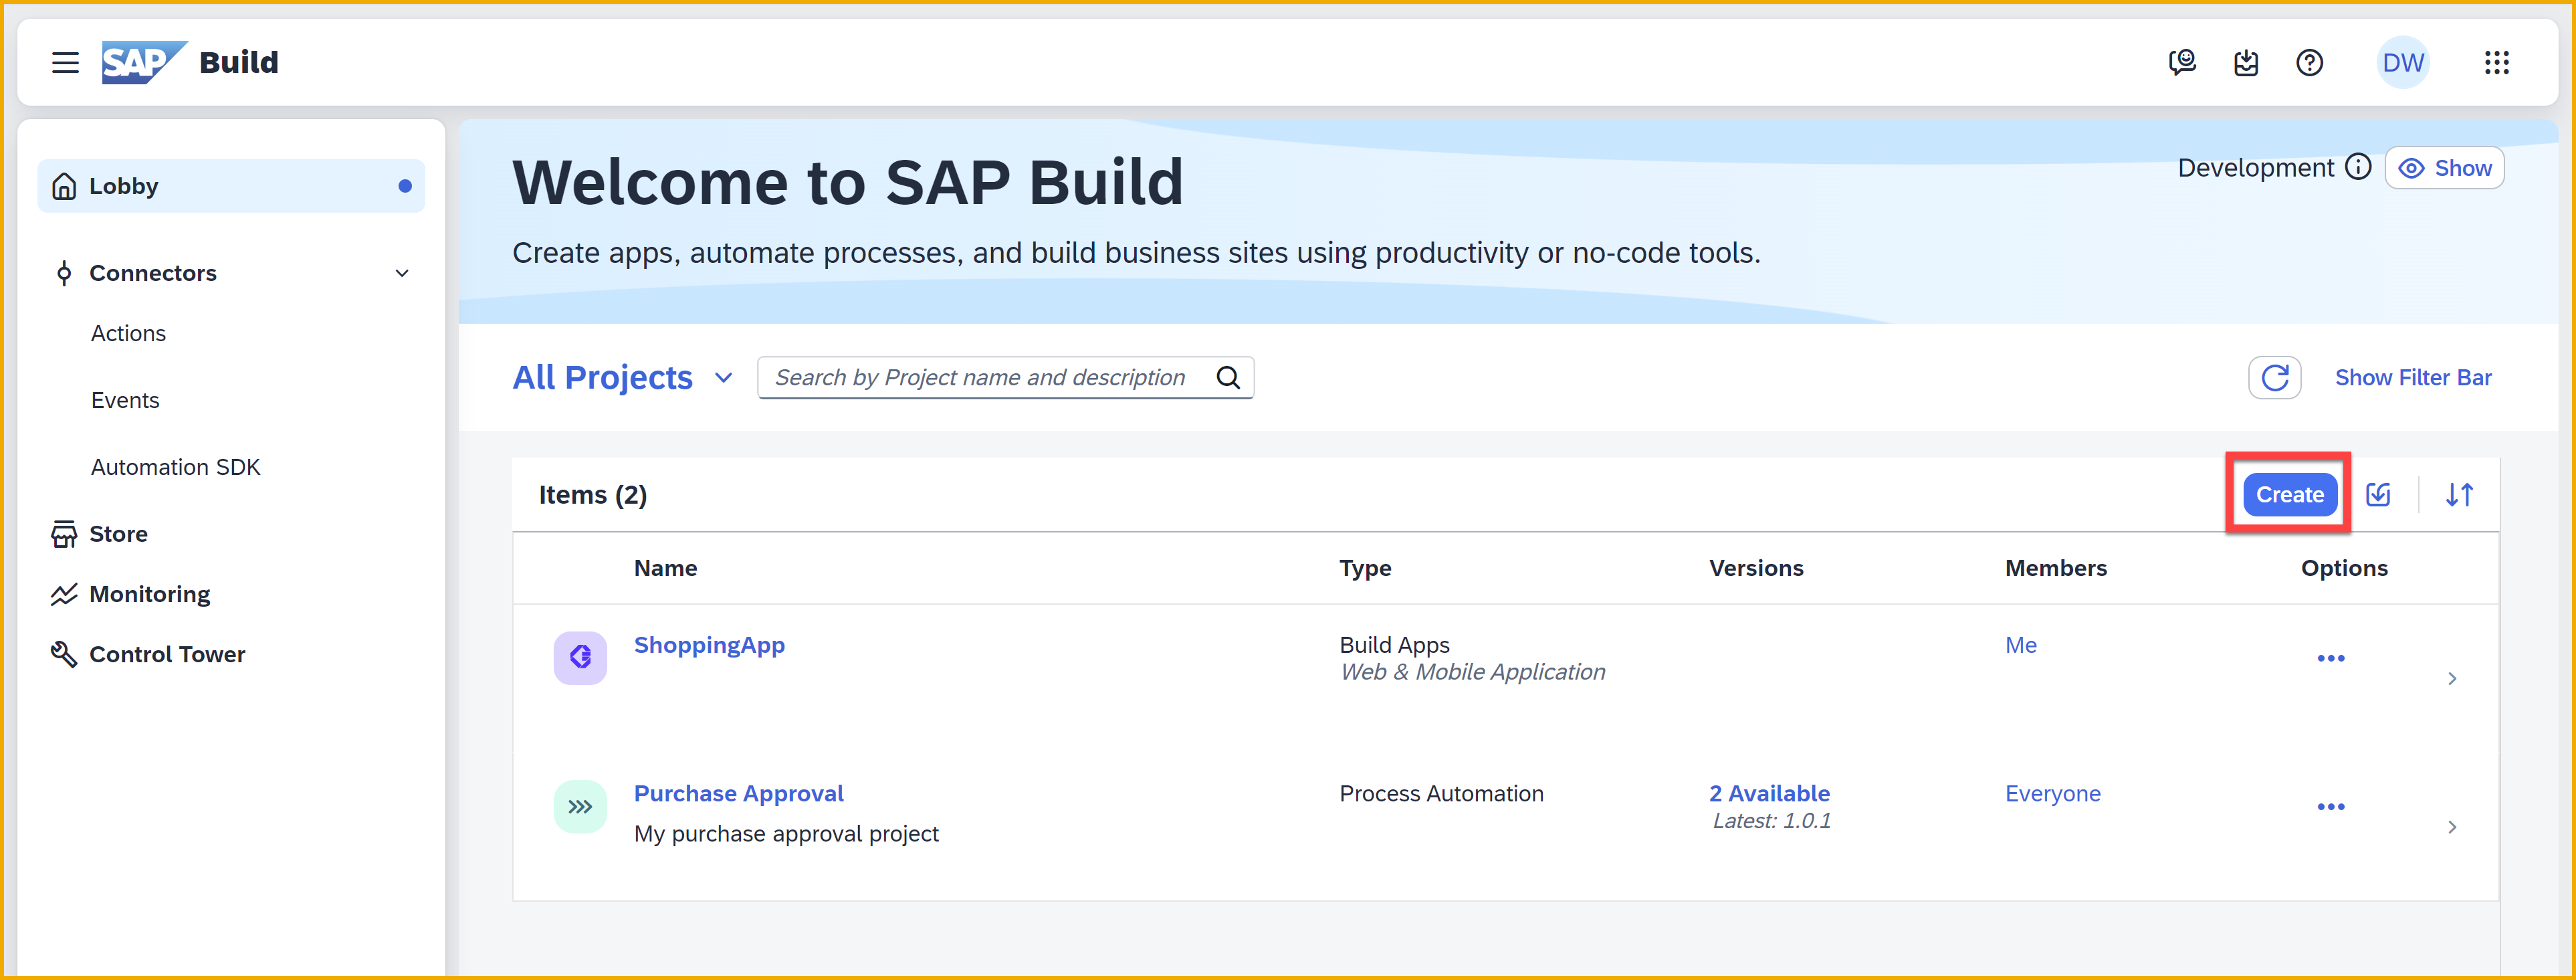 SAP Build
DW
Lobby
Connectors
Actions
Events
Automation SDK
Store
Monitoring
Control Tower
Welcome to SAP Build
Development
Show
Create apps, automate processes, and build business sites using productivity or no-code tools.
All Projects
Search by Project name and description
Show Filter Bar
Items (2)
Create
Name Type Versions Members Options
ShoppingApp
Build Apps
Web & Mobile Application
Me
Purchase Approval
My purchase approval project
Process Automation
2 Available
Latest: 1.0.1
Everyone